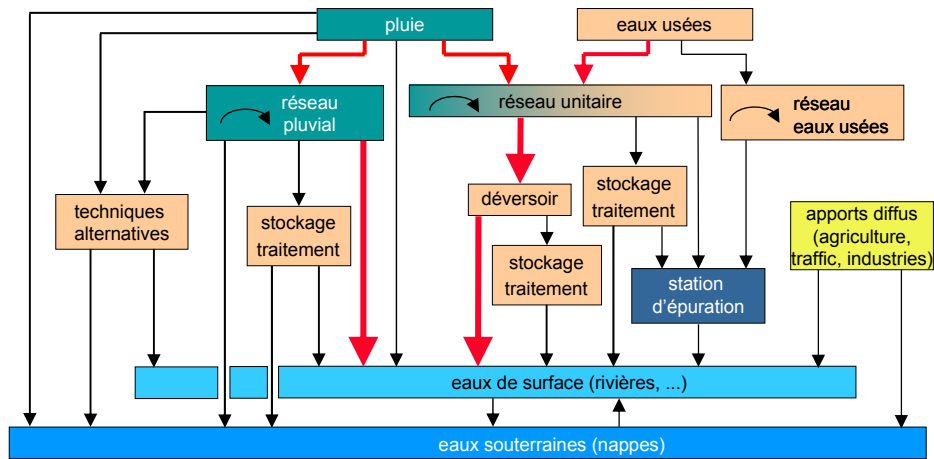 pluie
eaux usées
réseau
pluvial
réseau unitaire
réseau
eaux usées
techniques
alternatives
stockage
traitement
déversoir
stockage
traitement
stockage
traitement
apports diffus
(agriculture,
traffic, industries)
station
d'épuration
eaux de surface (rivières, ...)
eaux souterraines (nappes)